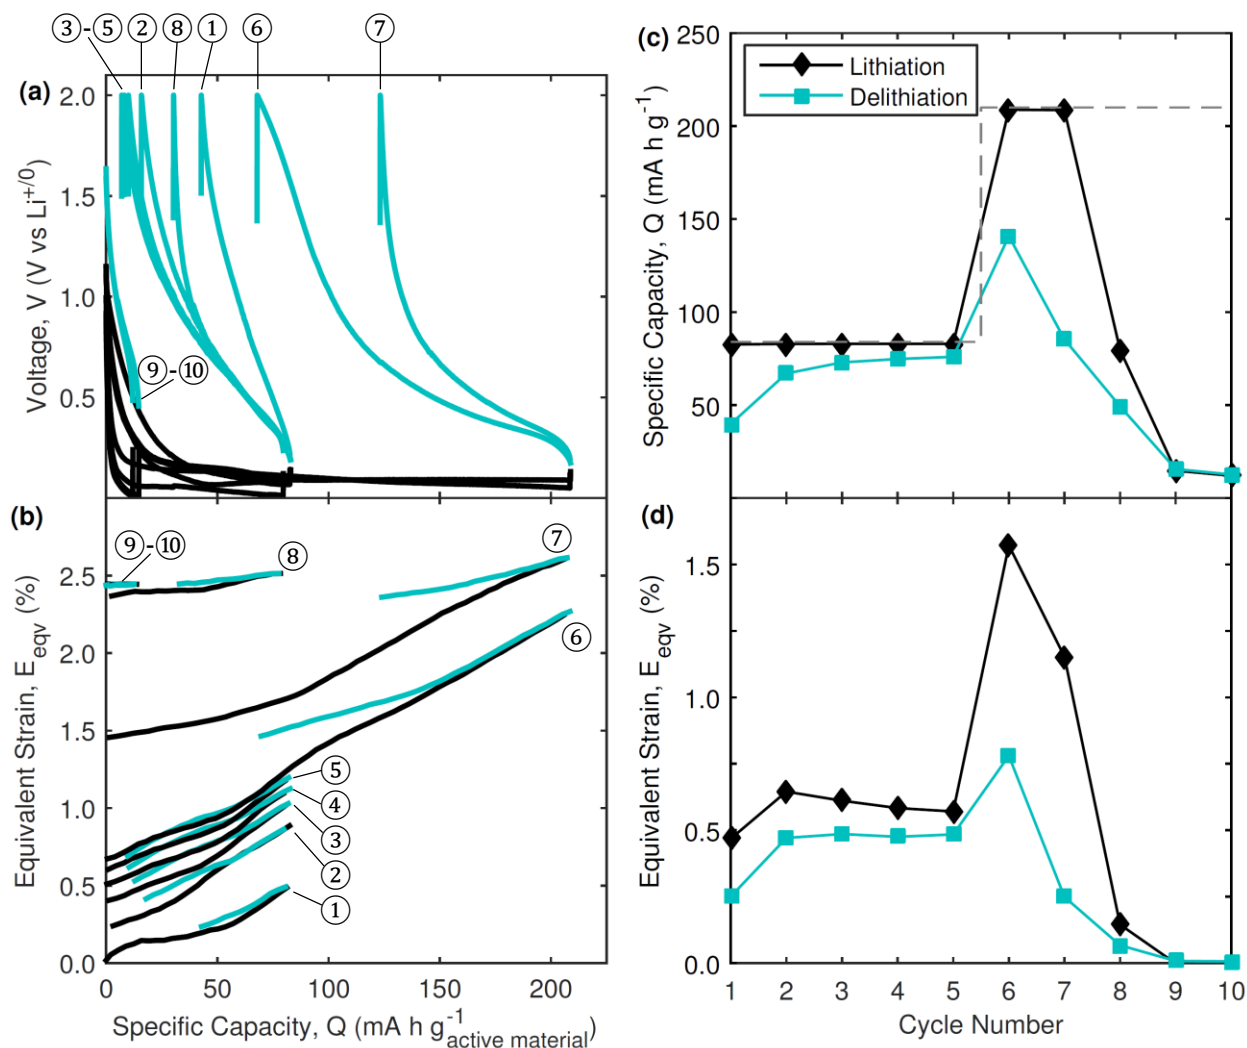 ③-⑤ ② ⑧ ① ⑥ ⑦
(a)
2.0
1.5
1.0
0.5
Voltage, V (V vs Li+/0)
⑨-⑩
(b)
⑨-⑩
⑧
⑦
⑥
⑤
④
③
②
①
2.5
2.0
1.5
1.0
0.5
0.0
Equivalent Strain, Eeqv (%)
0 50 100 150 200
Specific Capacity, Q (mA h g-1active material)
(c)
250
200
150
100
50
Specific Capacity, Q (mA h g-1)
Lithiation
Delithiation
(d)
1.5
1.0
0.5
0.0
Equivalent Strain, Eeqv (%)
1 2 3 4 5 6 7 8 9 10
Cycle Number